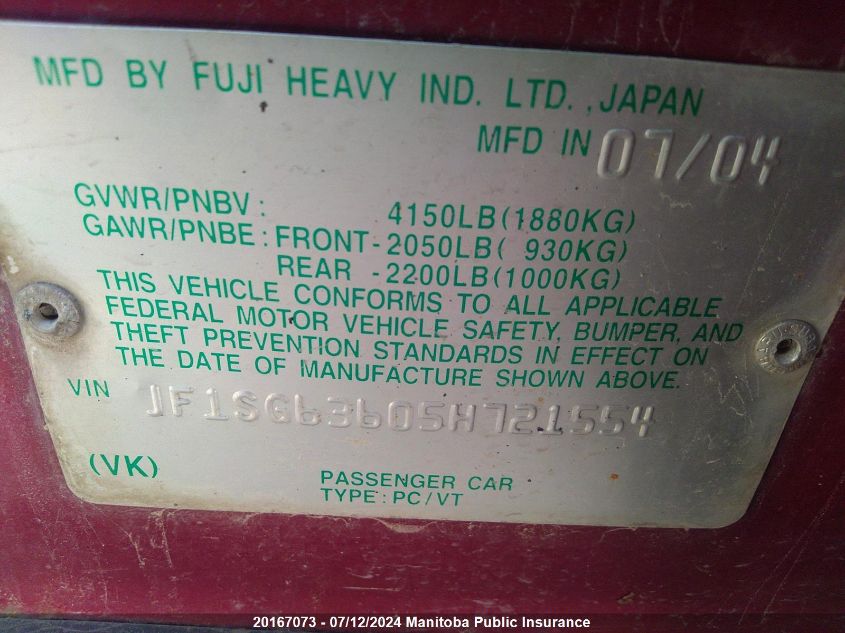 MFD BY FUJI HEAVY IND. LTD., JAPAN
MFD IN 07/04
GVWR/PNBV : 4150LB(1880KG)
GAWR/PNBE : FRONT-2050LB( 930KG)
REAR -2200LB(1000KG)
THIS VEHICLE CONFORMS TO ALL APPLICABLE
FEDERAL MOTOR VEHICLE SAFETY, BUMPER, AND
THEFT PREVENTION STANDARDS IN EFFECT ON
THE DATE OF MANUFACTURE SHOWN ABOVE.
VIN JF1SG63605H721554
(VK)
PASSENGER CAR
TYPE : PC/VT
20167073 - 07/12/2024 Manitoba Public Insurance